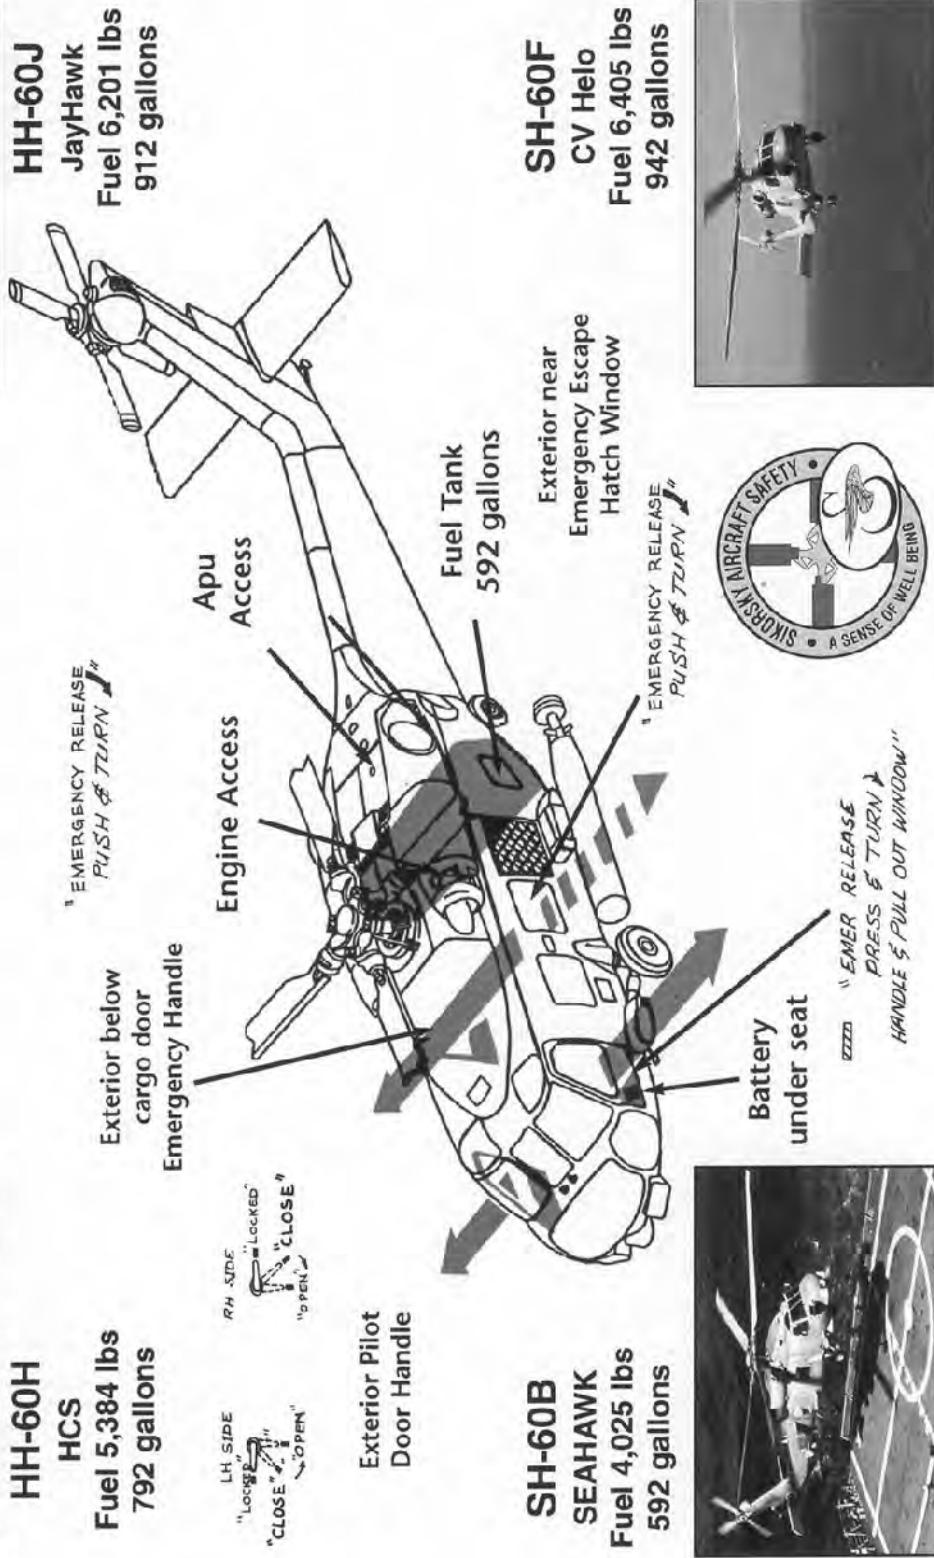 HH-60H
HCS
Fuel 5,384 lbs
792 gallons
HH-60J
JayHawk
Fuel 6,201 lbs
912 gallons
"EMERGENCY RELEASE
PUSH & TURN"
Exterior below
cargo door
Emergency Handle
Engine Access
Apu
Access
LH SIDE
"LOCKED"
"CLOSE"
"OPEN"
RH SIDE
"LOCKED"
"CLOSE"
"OPEN"
Exterior Pilot
Door Handle
Fuel Tank
592 gallons
Exterior near
Emergency Escape
Hatch Window
"EMERGENCY RELEASE
PUSH & TURN"
SH-60B
SEAHAWK
Fuel 4,025 lbs
592 gallons
Battery
under seat
"EMER RELEASE
PRESS & TURN
HANDLE & PULL OUT WINDOW"
SH-60F
CV Helo
Fuel 6,405 lbs
942 gallons
SIKORSKY AIRCRAFT SAFETY
A SENSE OF WELL BEING